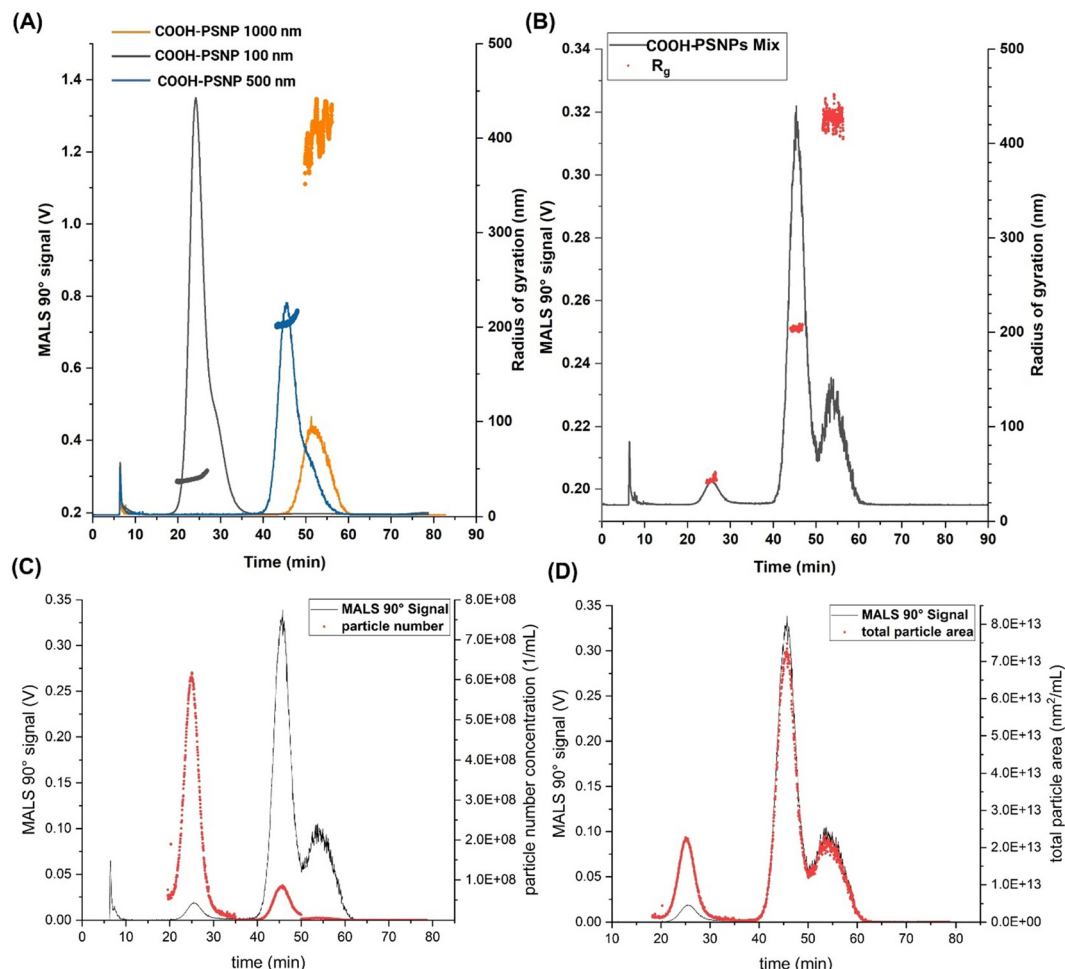 (A)
COOH-PSNP 1000 nm
COOH-PSNP 100 nm
COOH-PSNP 500 nm
MALS 90° signal (V)
1.4
1.2
1.0
0.8
0.6
0.4
0.2
500
400
300
200
100
0
Radius of gyration (nm)
0 10 20 30 40 50 60 70 80 90
Time (min)
(B)
COOH-PSNPs Mix
Rg
MALS 90° signal (V)
0.34
0.32
0.30
0.28
0.26
0.24
0.22
0.20
500
400
300
200
100
0
Radius of gyration (nm)
0 10 20 30 40 50 60 70 80 90
Time (min)
(C)
MALS 90° Signal
particle number
MALS 90° signal (V)
0.35
0.30
0.25
0.20
0.15
0.10
0.05
0.00
8.0E+08
7.0E+08
6.0E+08
5.0E+08
4.0E+08
3.0E+08
2.0E+08
1.0E+08
particle number concentration (1/mL)
0 10 20 30 40 50 60 70 80
time (min)
(D)
MALS 90° Signal
total particle area
MALS 90° signal (V)
0.35
0.30
0.25
0.20
0.15
0.10
0.05
0.00
8.0E+13
7.0E+13
6.0E+13
5.0E+13
4.0E+13
3.0E+13
2.0E+13
1.0E+13
0.0E+00
total particle area (nm²/mL)
10 20 30 40 50 60 70 80
time (min)